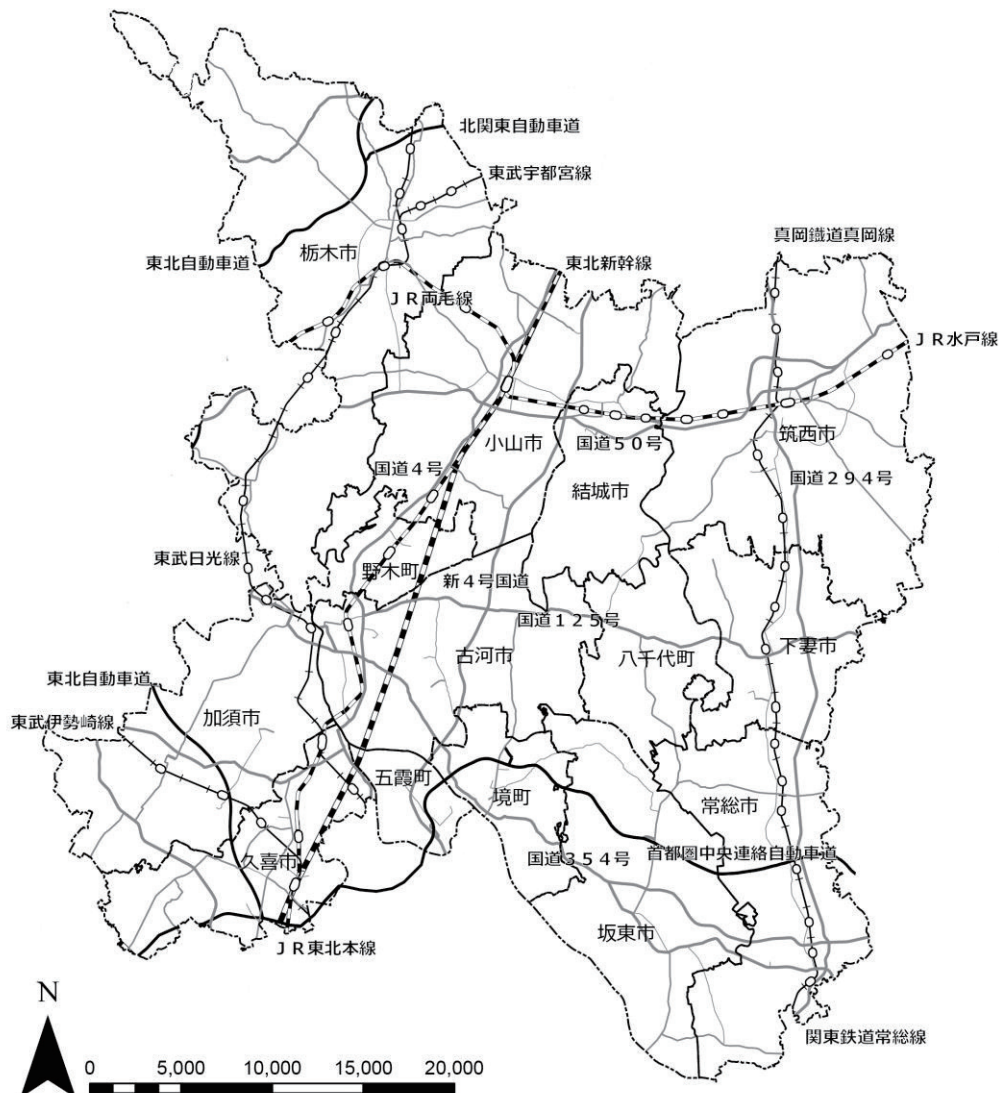 北関東自動車道
東武宇都宮線
真岡鐵道真岡線
栃木市
東北自動車道
東北新幹線
ＪＲ両毛線
ＪＲ水戸線
小山市
国道５０号
筑西市
国道４号
国道２９４号
結城市
東武日光線
野木町
新４号国道
国道１２５号
古河市
八千代町
下妻市
東北自動車道
東武伊勢崎線
加須市
五霞町
境町
常総市
久喜市
国道３５４号
首都圏中央連絡自動車道
坂東市
ＪＲ東北本線
N
関東鉄道常総線
0 5,000 10,000 15,000 20,000